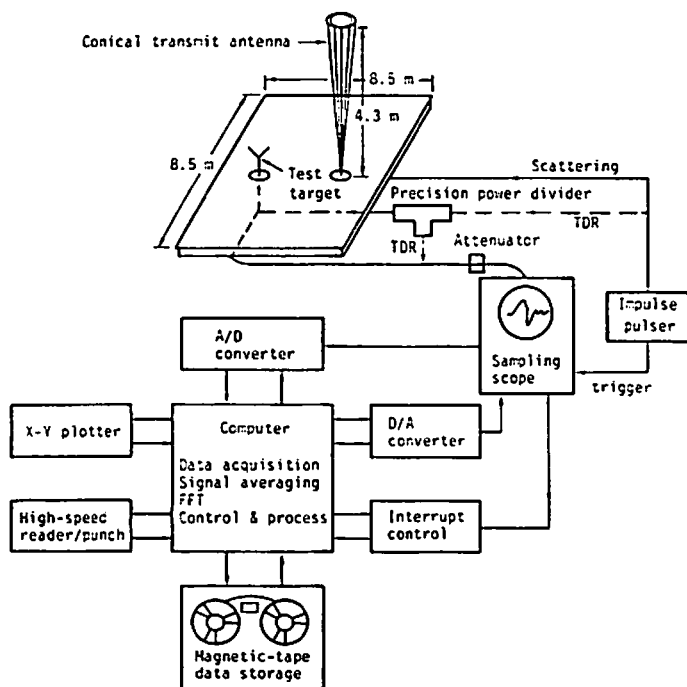 Conical transmit antenna
8.5 m
4.3 m
8.5 m
Test
target
Scattering
Precision power divider
TDR
TDR
Attenuator
Impulse
pulser
A/D
converter
Sampling
scope
trigger
X-Y plotter
Computer
Data acquisition
Signal averaging
FFT
Control & process
D/A
converter
High-speed
reader/punch
Interrupt
control
Magnetic-tape
data storage